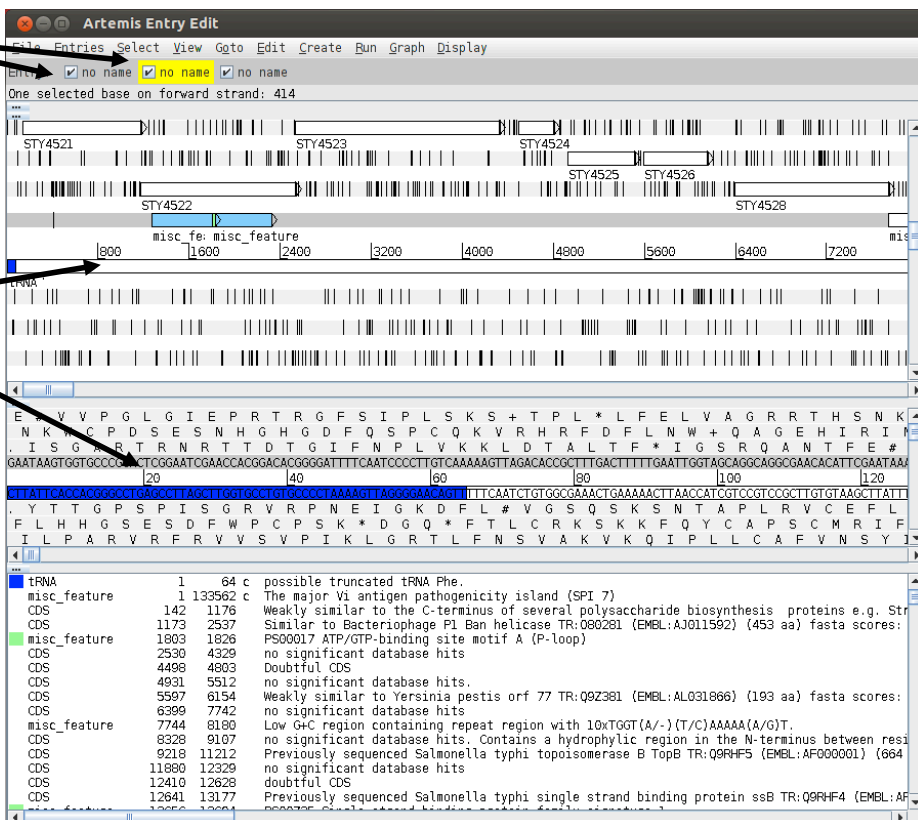 Artemis Entry Edit
File Entries Select View Goto Edit Create Run Graph Display
no name no name no name
One selected base on forward strand: 414
STY4521 STY4523 STY4524
STY4525 STY4526
STY4522 STY4528
misc_fe: misc_feature mis
800 1600 2400 3200 4000 4800 5600 6400 7200
tRNA
V V P G L G I E P R T R G F S I P L S K S + T P L * L F E L V A G R R T H S N K
N K W C P D S E S N H G H G D F Q S P C Q K V R H R F D F L N W + Q A G E H I R I N
. I S G A R T R N R T T D T G I F N P L V K K L D T A L T F * I G S R Q A N T F E #
20 40 60 80 100 120
. Y T T G P S P I S G R V R P N E I G K D F L # V G S Q S K S N T A P L R V C E F L
F L H H G S E S D F W P C P S K * D G Q * F T L C R K S K K F Q Y C A P S C M R I F
I L P A R V R F R V V S V P I K L G R T L F N S V A K V K Q I P L L C A F V N S Y
tRNA 1 64 c possible truncated tRNA Phe.
misc_feature 1 133562 c The major Vi antigen pathogenicity island (SPI 7)
CDS 142 1176 Weakly similar to the C-terminus of several polysaccharide biosynthesis proteins e.g. Str
CDS 1173 2537 Similar to Bacteriophage P1 Ban helicase TR:O80281 (EMBL:AJ011592) (453 aa) fasta scores:
misc_feature 1803 1826 PS00017 ATP/GTP-binding site motif A (P-loop)
CDS 2530 4329 no significant database hits
CDS 4498 4803 Doubtful CDS
CDS 4931 5512 no significant database hits.
CDS 5597 6154 Weakly similar to Yersinia pestis orf 77 TR:Q9Z381 (EMBL:AL031866) (193 aa) fasta scores:
CDS 6399 7742 no significant database hits
misc_feature 7744 8180 Low G+C region containing repeat region with 10xTGGT(A/-)(T/C)AAAAA(A/G)T.
CDS 8328 9107 no significant database hits. Contains a hydrophylic region in the N-terminus between resi
CDS 9218 11212 Previously sequenced Salmonella typhi topoisomerase B TopB TR:Q9RHF5 (EMBL:AF000001) (664
CDS 11880 12329 no significant database hits
CDS 12410 12628 doubtful CDS
CDS 12641 13177 Previously sequenced Salmonella typhi single strand binding protein ssB TR:Q9RHF4 (EMBL:AF